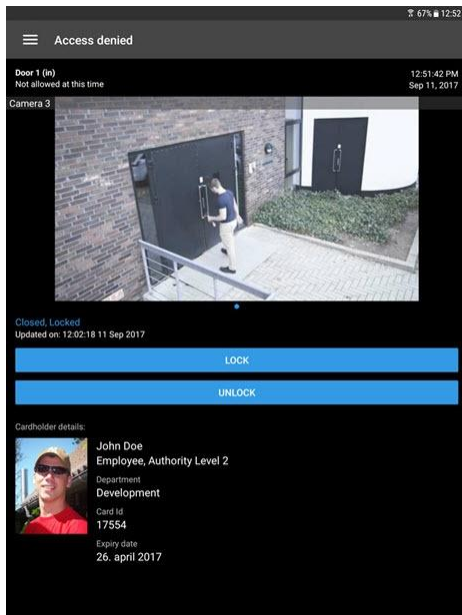 67% 12:52
Access denied
Door 1 (in)
12:51:42 PM
Not allowed at this time
Sep 11, 2017
Camera 3
Closed, Locked
Updated on: 12:02:18 11 Sep 2017
LOCK
UNLOCK
Cardholder details:
John Doe
Employee, Authority Level 2
Department
Development
Card Id
17554
Expiry date
26. april 2017